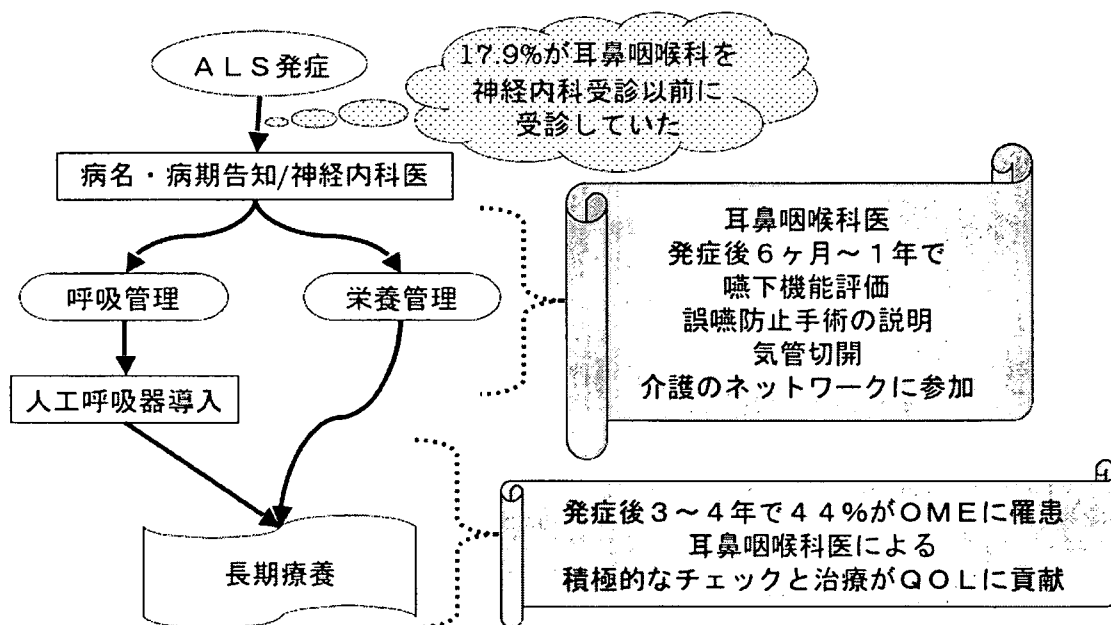 ALS発症
17.9%が耳鼻咽喉科を
神経内科受診以前に
受診していた
病名・病期告知/神経内科医
呼吸管理
栄養管理
人工呼吸器導入
長期療養
耳鼻咽喉科医
発症後6ヶ月～1年で
嚥下機能評価
誤嚥防止手術の説明
気管切開
介護のネットワークに参加
発症後3～4年で44%がOMEに罹患
耳鼻咽喉科医による
積極的なチェックと治療がQOLに貢献